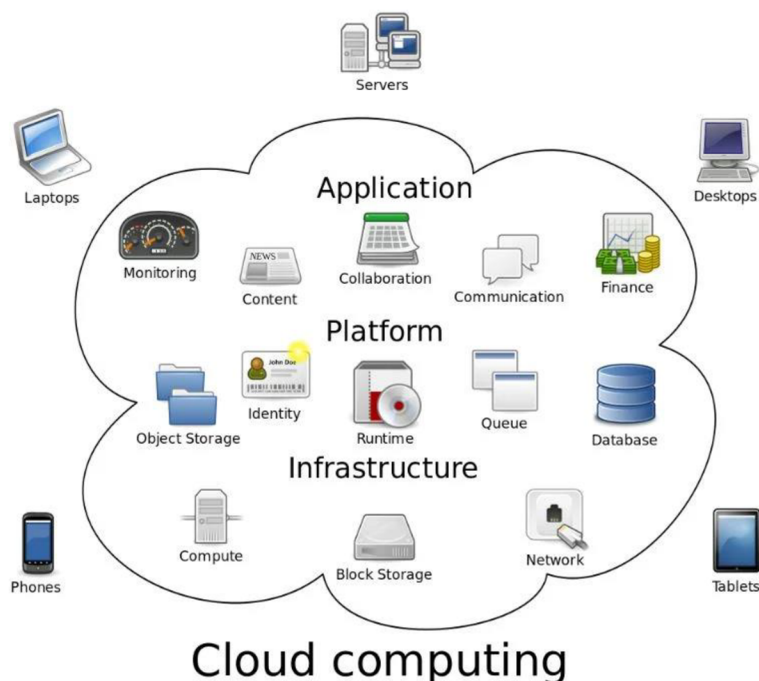 Servers
Laptops
Desktops
Application
Monitoring
NEWS
Content
Collaboration
Communication
Finance
Platform
Object Storage
John Doe
Identity
Runtime
Queue
Database
Infrastructure
Phones
Compute
Block Storage
Network
Tablets
Cloud computing